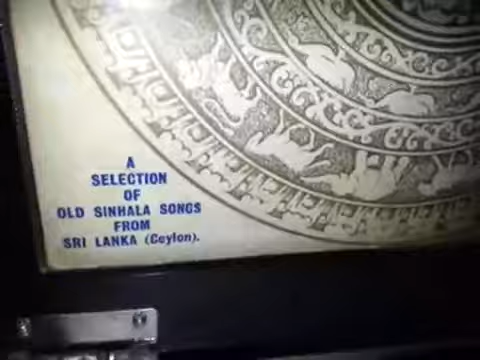 A
SELECTION
OF
OLD SINHALA SONGS
FROM
SRI LANKA (Ceylon).